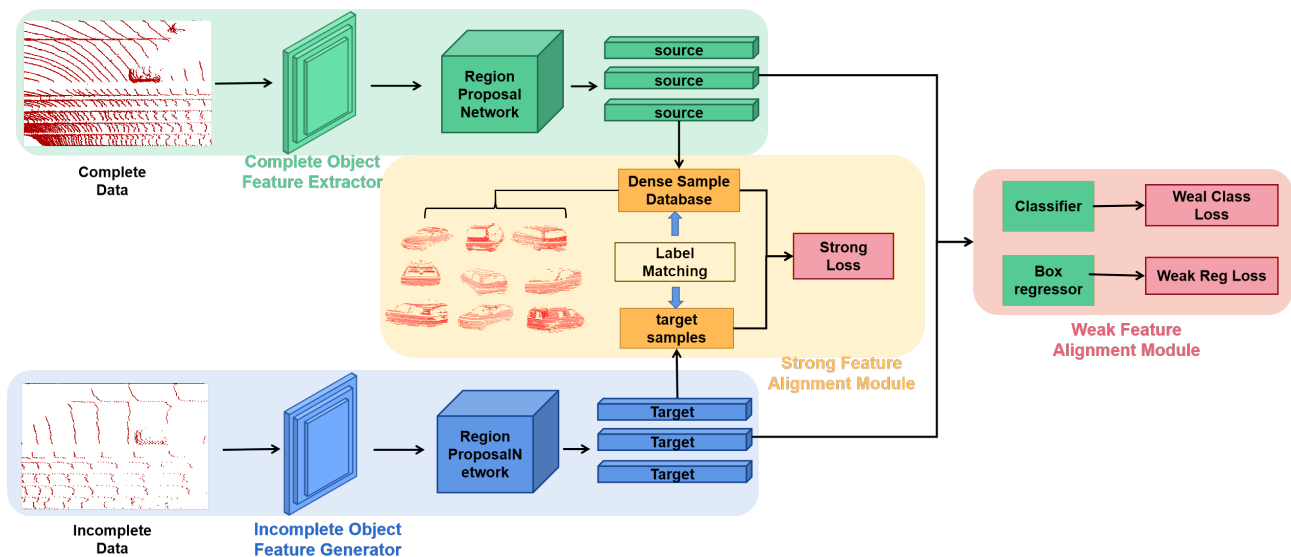 Complete
Data
Complete Object
Feature Extractor
Region
Proposal
Network
source
source
source
Dense Sample
Database
Label
Matching
target
samples
Strong
Loss
Strong Feature
Alignment Module
Classifier
Weal Class
Loss
Box
regressor
Weak Reg Loss
Weak Feature
Alignment Module
Incomplete
Data
Incomplete Object
Feature Generator
Region
ProposalN
etwork
Target
Target
Target